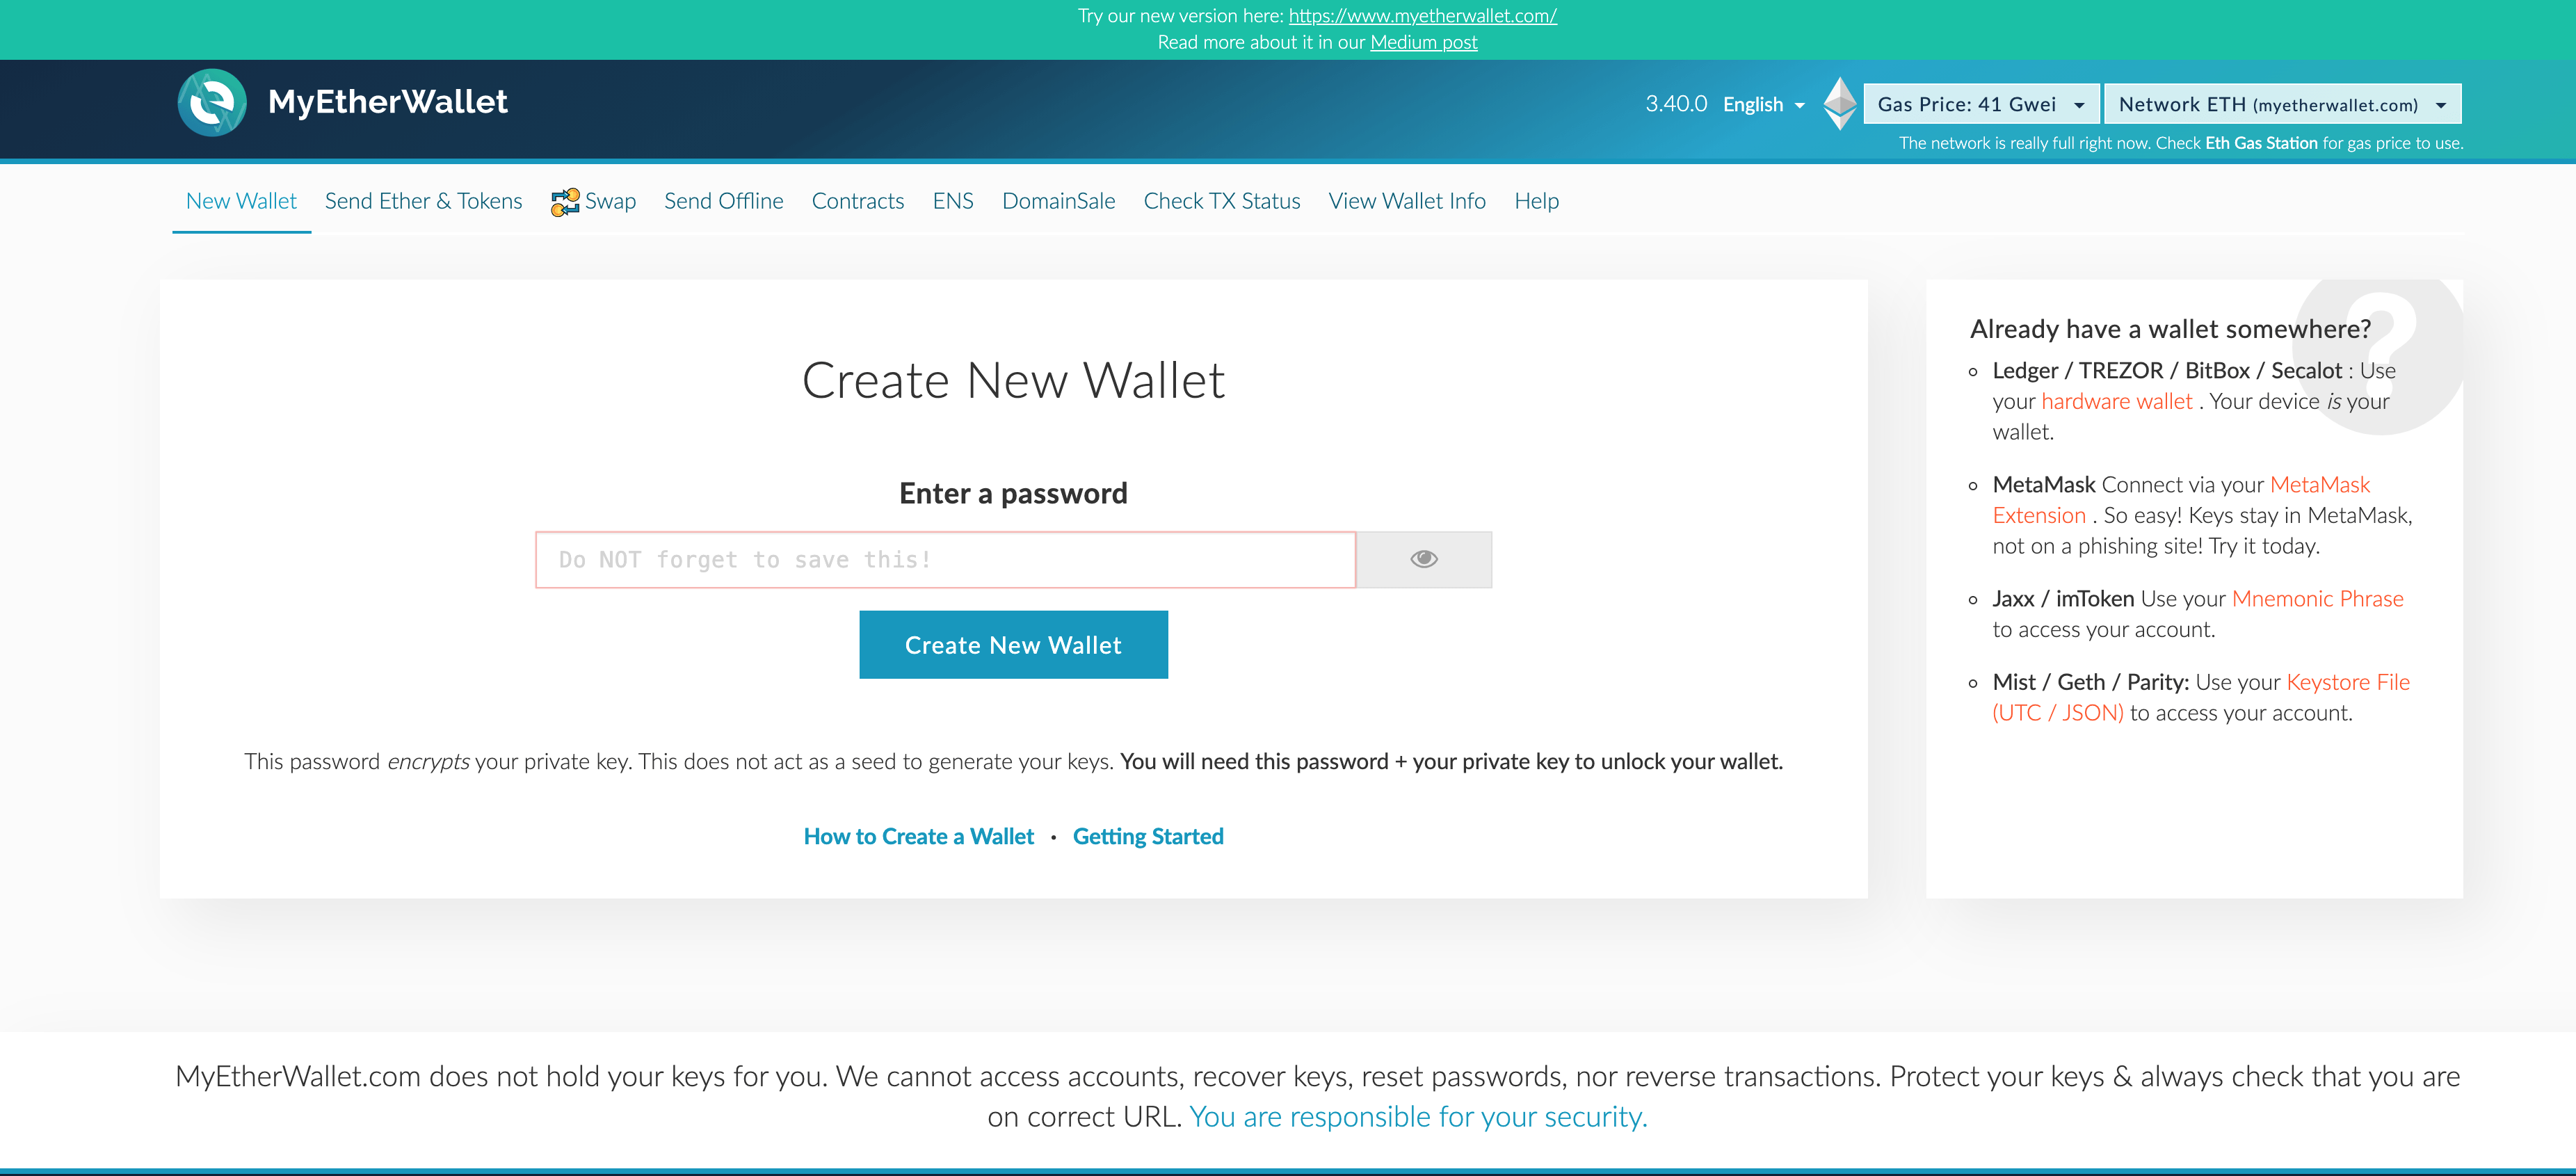 Try our new version here: https://www.myetherwallet.com/
Read more about it in our Medium post
MyEtherWallet
3.40.0 English
Gas Price: 41 Gwei
Network ETH (myetherwallet.com)
The network is really full right now. Check Eth Gas Station for gas price to use.
New Wallet Send Ether & Tokens Swap Send Offline Contracts ENS DomainSale Check TX Status View Wallet Info Help
Create New Wallet
Enter a password
Do NOT forget to save this!
Create New Wallet
This password encrypts your private key. This does not act as a seed to generate your keys. You will need this password + your private key to unlock your wallet.
How to Create a Wallet • Getting Started
Already have a wallet somewhere?
Ledger / TREZOR / BitBox / Secalot : Use
your hardware wallet . Your device is your
wallet.
MetaMask Connect via your MetaMask
Extension . So easy! Keys stay in MetaMask,
not on a phishing site! Try it today.
Jaxx / imToken Use your Mnemonic Phrase
to access your account.
Mist / Geth / Parity: Use your Keystore File
(UTC / JSON) to access your account.
MyEtherWallet.com does not hold your keys for you. We cannot access accounts, recover keys, reset passwords, nor reverse transactions. Protect your keys & always check that you are
on correct URL. You are responsible for your security.